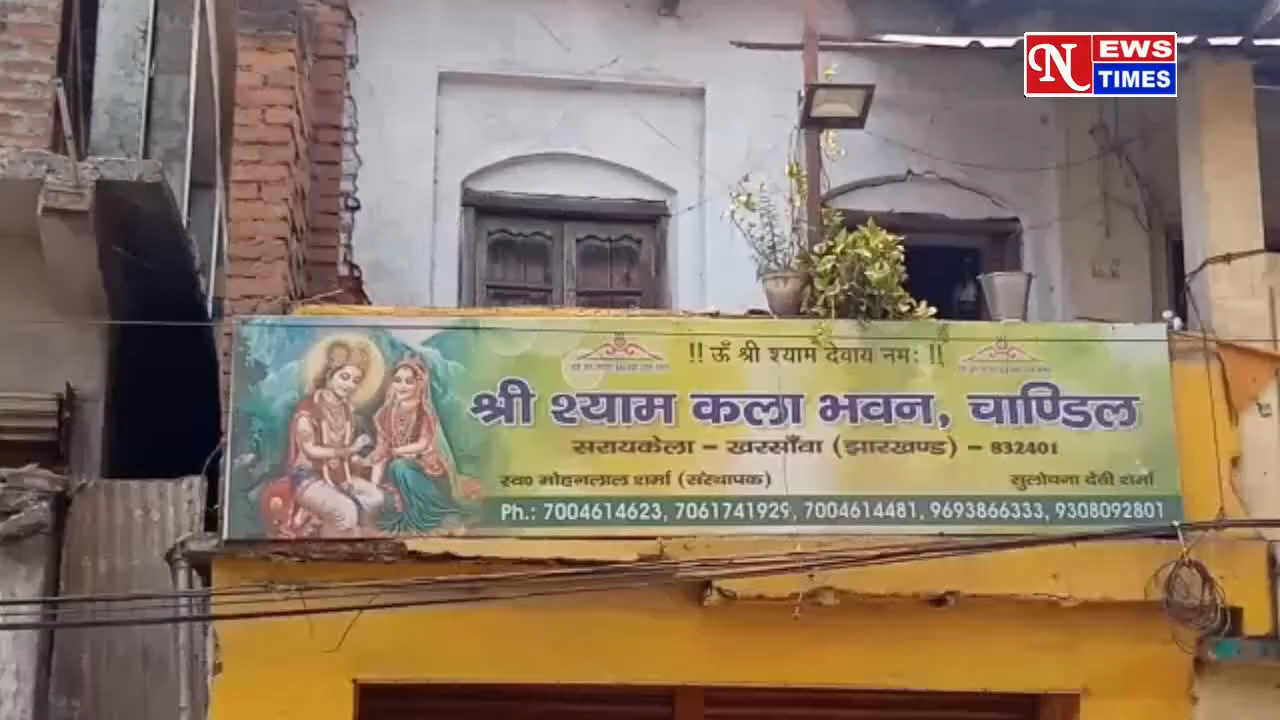 NEWS
TIMES
!! ॐ श्री श्याम देवाय नमः !!
श्री श्याम कला भवन, चाण्डिल
सरायकेला - खरसाँवा (झारखण्ड) - 832401
स्व० मोहनलाल शर्मा (संस्थापक) सुलोचना देवी शर्मा
Ph.: 7004614623, 7061741929, 7004614481, 9693866333, 9308092801